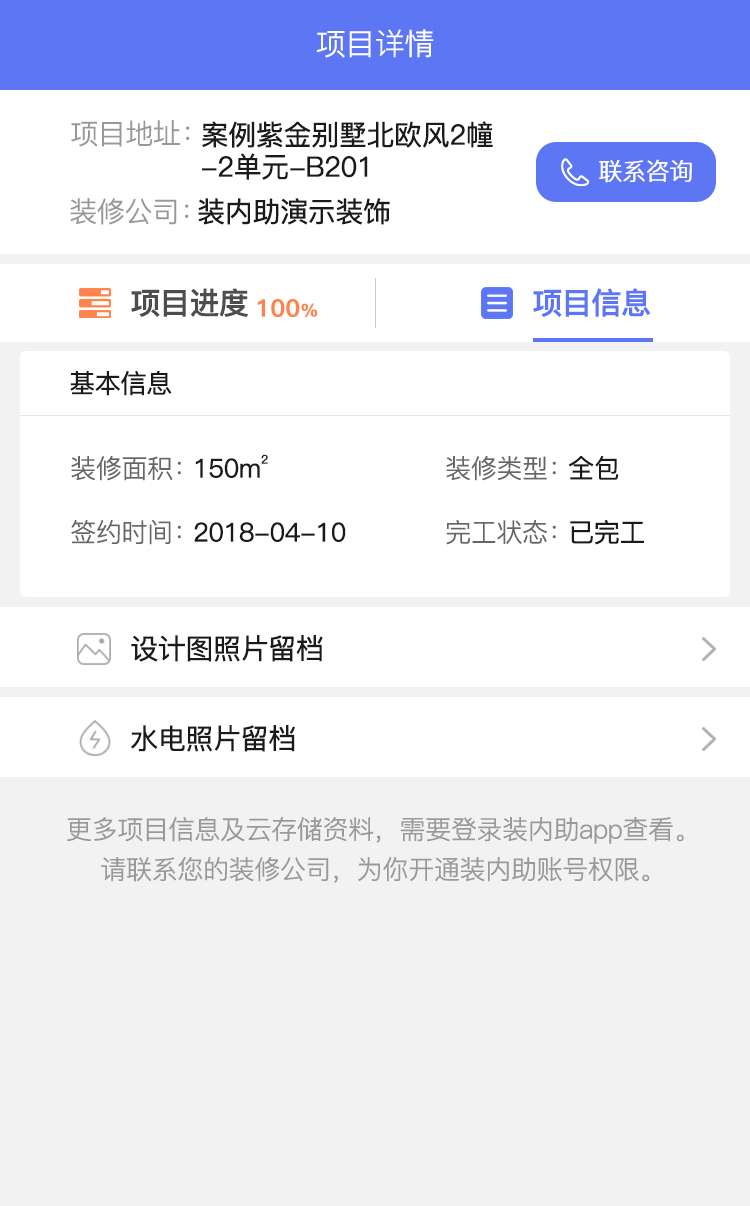 项目详情
项目地址：案例紫金别墅北欧风2幢
-2单元-B201
联系咨询
装修公司：装内助演示装饰
项目进度 100%
项目信息
基本信息
装修面积：150m²
装修类型：全包
签约时间：2018-04-10
完工状态：已完工
设计图照片留档
水电照片留档
更多项目信息及云存储资料，需要登录装内助app查看。
请联系您的装修公司，为你开通装内助账号权限。